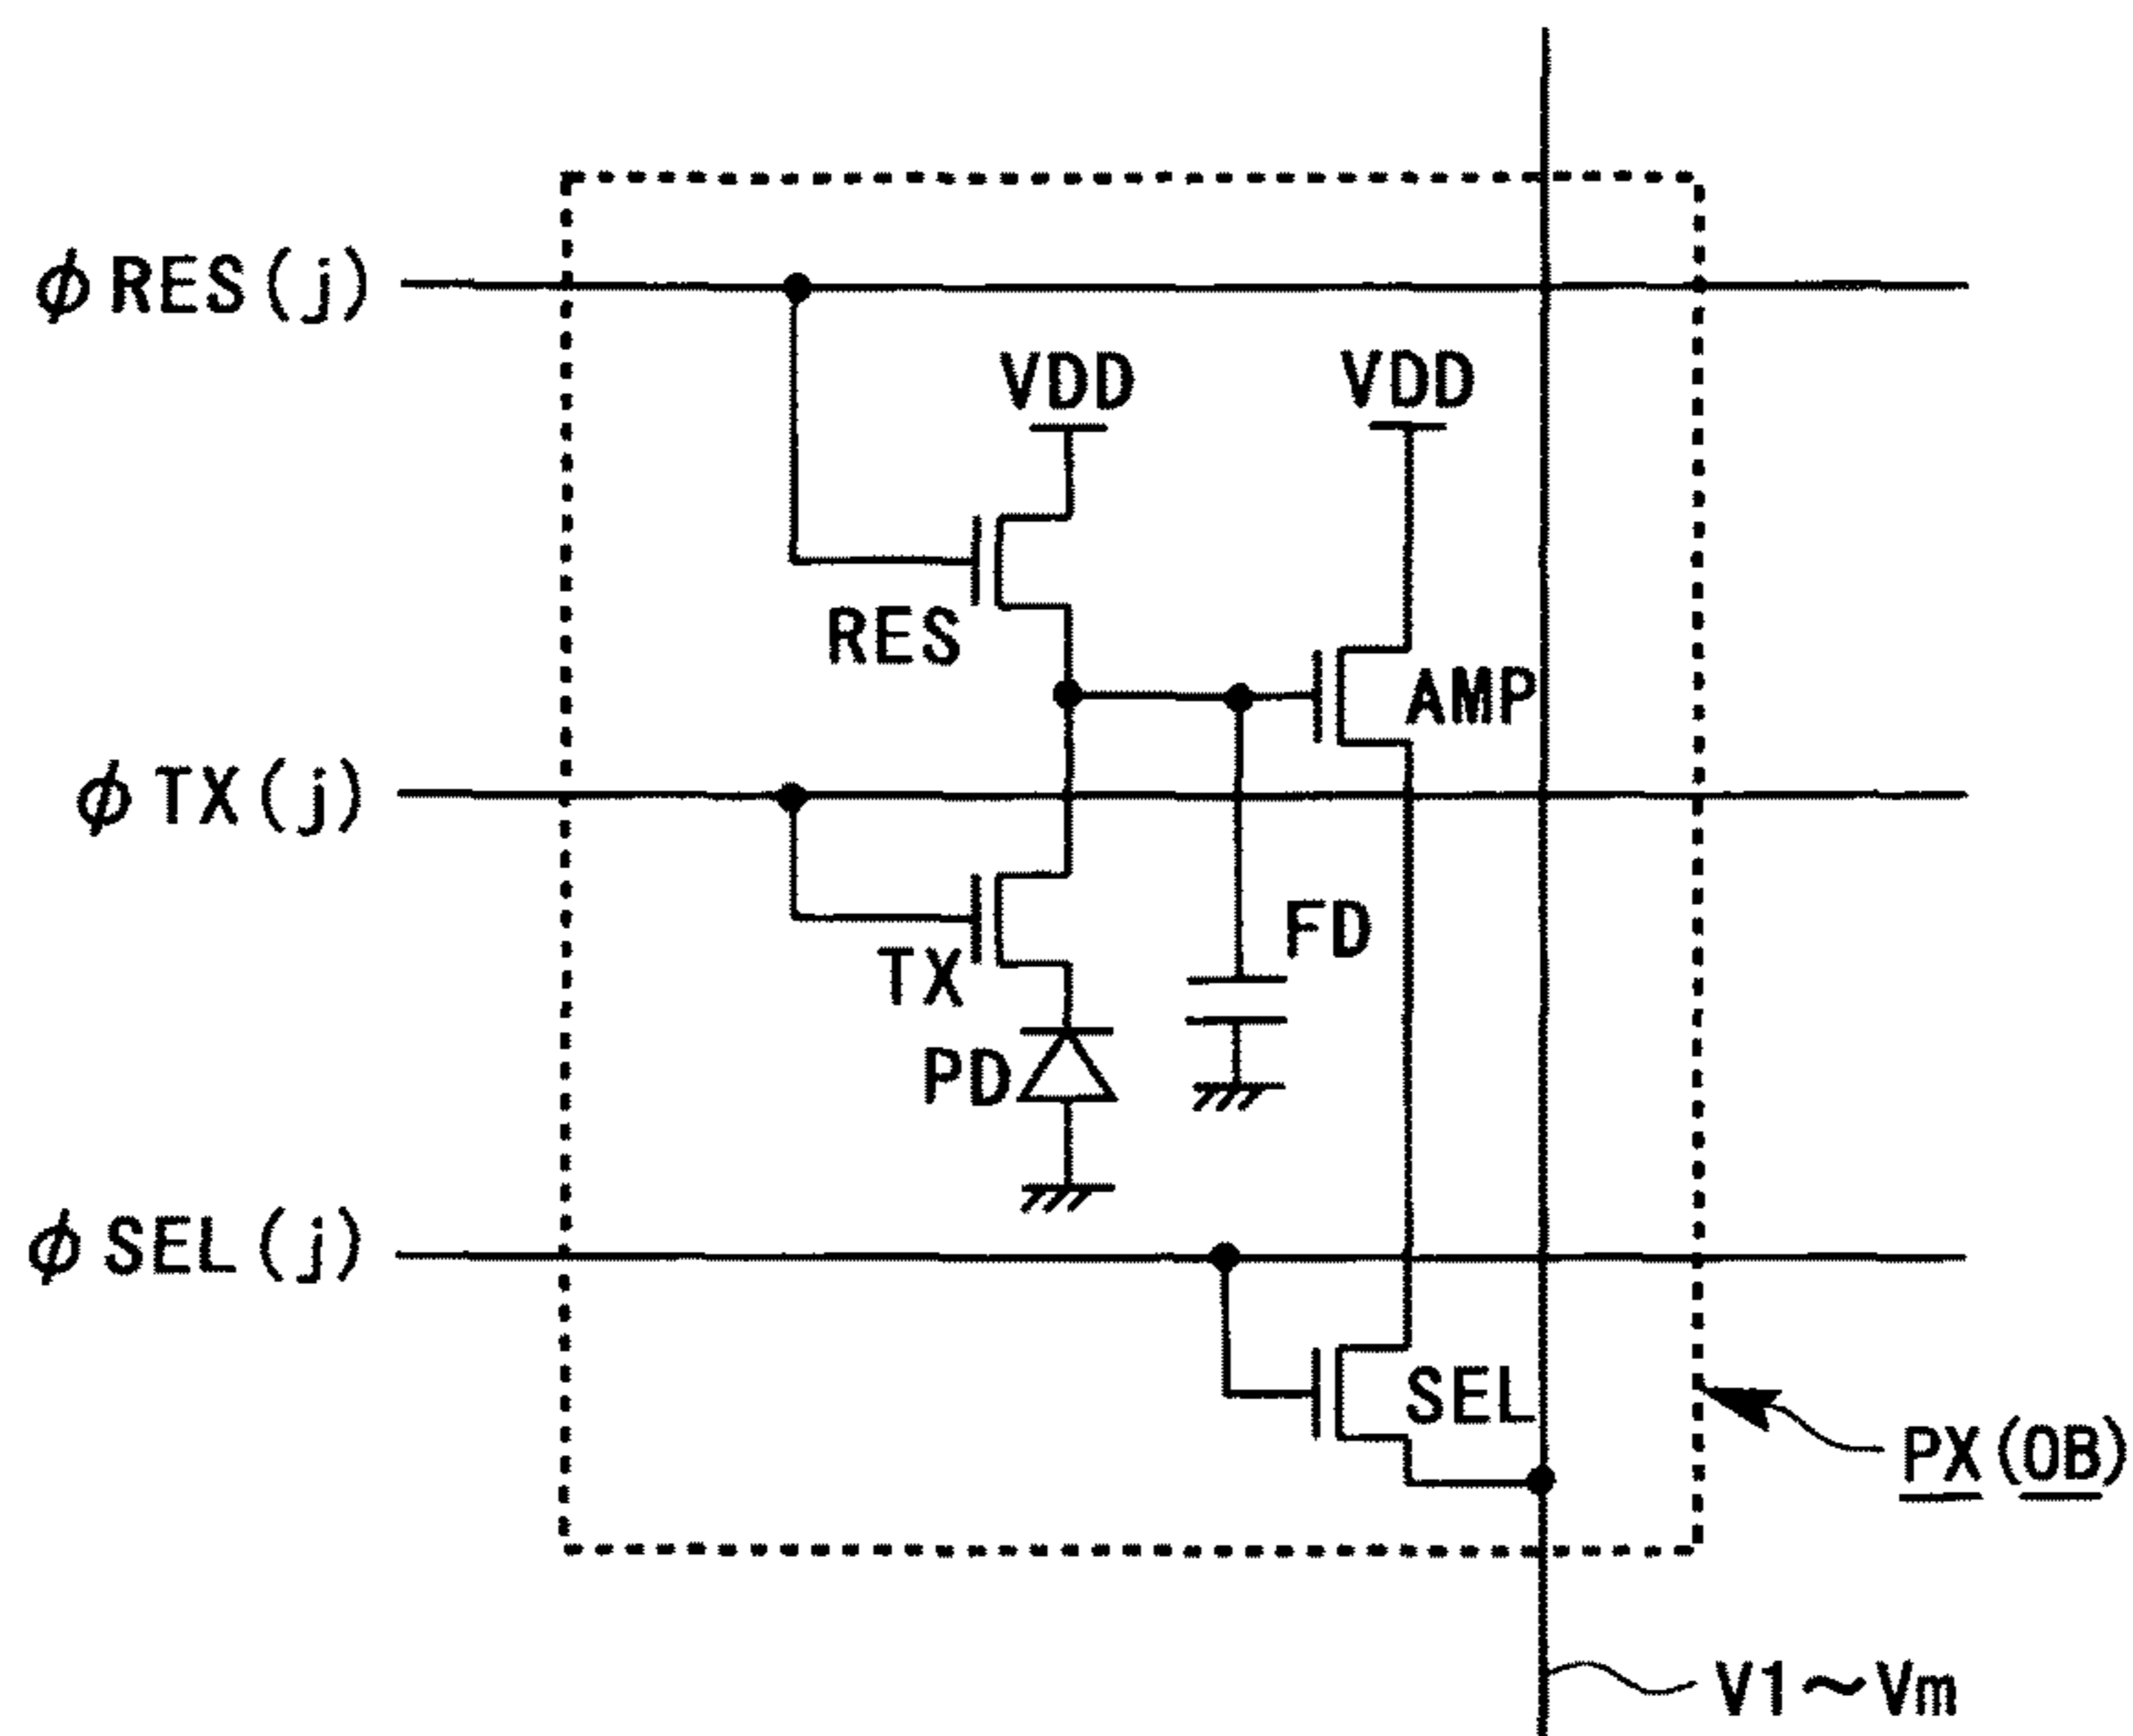 ϕRES(j)
VDD
VDD
RES
AMP
ϕTX(j)
FD
TX
PD
ϕSEL(j)
SEL
PX(OB)
V1～Vm